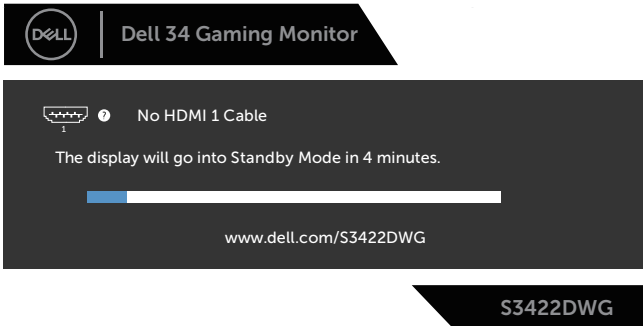 DELL
Dell 34 Gaming Monitor
? No HDMI 1 Cable
1
The display will go into Standby Mode in 4 minutes.
www.dell.com/S3422DWG
S3422DWG